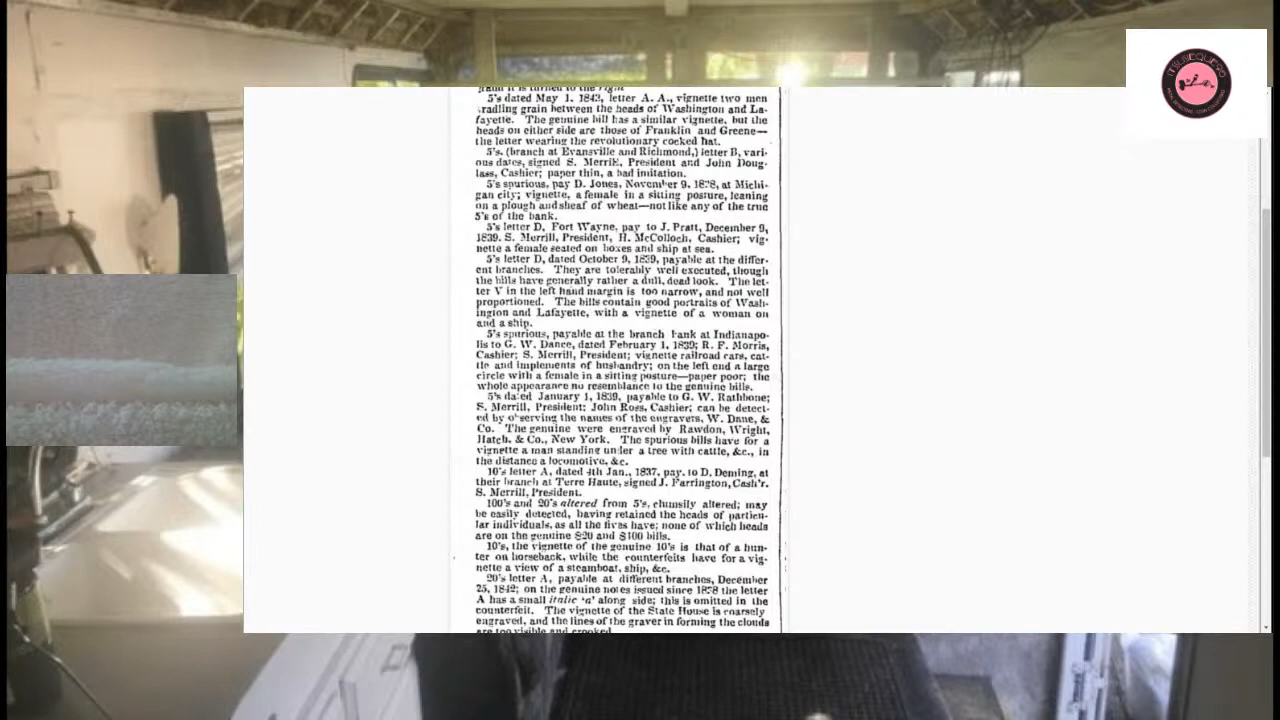 5's dated May 1. 1843, letter A. A., vignette two men
cradling grain between the heads of Washington and La-
fayette. The genuine bill has a similar vignette, but the
heads on either side are those of Franklin and Greene—
the letter wearing the revolutionary cocked hat.
5's. (branch at Evansville and Richmond,) letter B, vari-
ous dates, signed S. Merrill, President and John Doug-
lass, Cashier; paper thin, a bad imitation.
5's spurious, pay D. Jones, November 9, 1838, at Michi-
gan city; vignette, a female in a sitting posture, leaning
on a plough and sheaf of wheat—not like any of the true
5's of the bank.
5's letter D, Fort Wayne, pay to J. Pratt, December 9,
1839. S. Merrill, President, H. McColloch, Cashier; vig-
nette a female seated on boxes and ship at sea.
5's letter D, dated October 9, 1839, payable at the differ-
ent branches. They are tolerably well executed, though
the bills have generally rather a dull, dead look. The let-
ter V in the left hand margin is too narrow, and not well
proportioned. The bills contain good portraits of Wash-
ington and Lafayette, with a vignette of a woman on
and a ship.
5's spurious, payable at the branch bank at Indianapo-
lis to G. W. Dance, dated February 1, 1839; R. F. Morris,
Cashier; S. Merrill, President; vignette railroad cars, cat-
tle and implements of husbandry; on the left end a large
circle with a female in a sitting posture—paper poor; the
whole appearance no resemblance to the genuine bills.
5's dated January 1, 1839, payable to G. W. Rathbone;
S. Merrill, President; John Ross, Cashier; can be detect-
ed by observing the names of the engravers, W. Dane, &
Co. The genuine were engraved by Rawdon, Wright,
Hatch, & Co., New York. The spurious bills have for a
vignette a man standing under a tree with cattle, &c., in
the distance a locomotive, &c.
10's letter A, dated 4th Jan., 1837, pay. to D. Deming, at
their branch at Terre Haute, signed J. Farrington, Cash'r.
S. Merrill, President.
100's and 20's altered from 5's, clumsily altered; may
be easily detected, having retained the heads of particu-
lar individuals, as all the fives have; none of which heads
are on the genuine $20 and $100 bills.
10's, the vignette of the genuine 10's is that of a hun-
ter on horseback, while the counterfeits have for a vig-
nette a view of a steamboat, ship, &c.
20's letter A, payable at different branches, December
25, 1842; on the genuine notes issued since 1838 the letter
A has a small italic 'a' along side; this is omitted in the
counterfeit. The vignette of the State House is coarsely
engraved, and the lines of the graver in forming the clouds
are too visible and crooked.